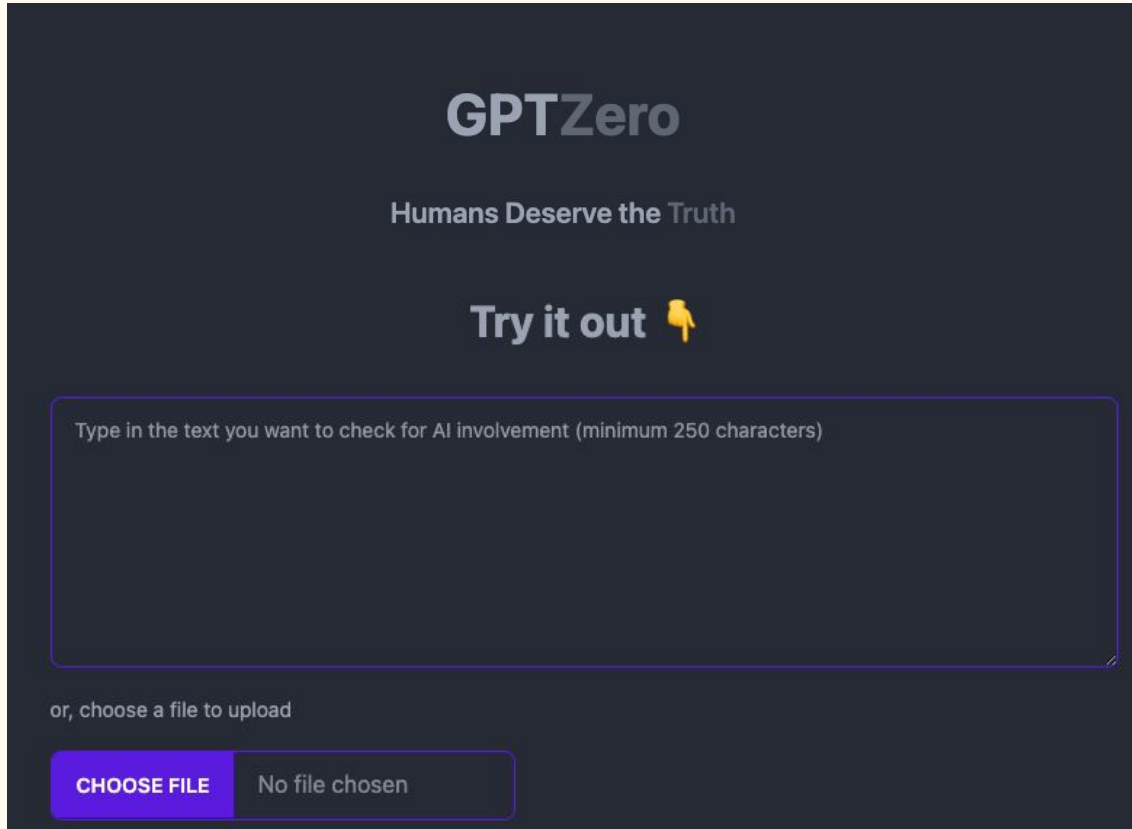 GPTZero
Humans Deserve the Truth
Try it out 👇
Type in the text you want to check for AI involvement (minimum 250 characters)
or, choose a file to upload
CHOOSE FILE No file chosen